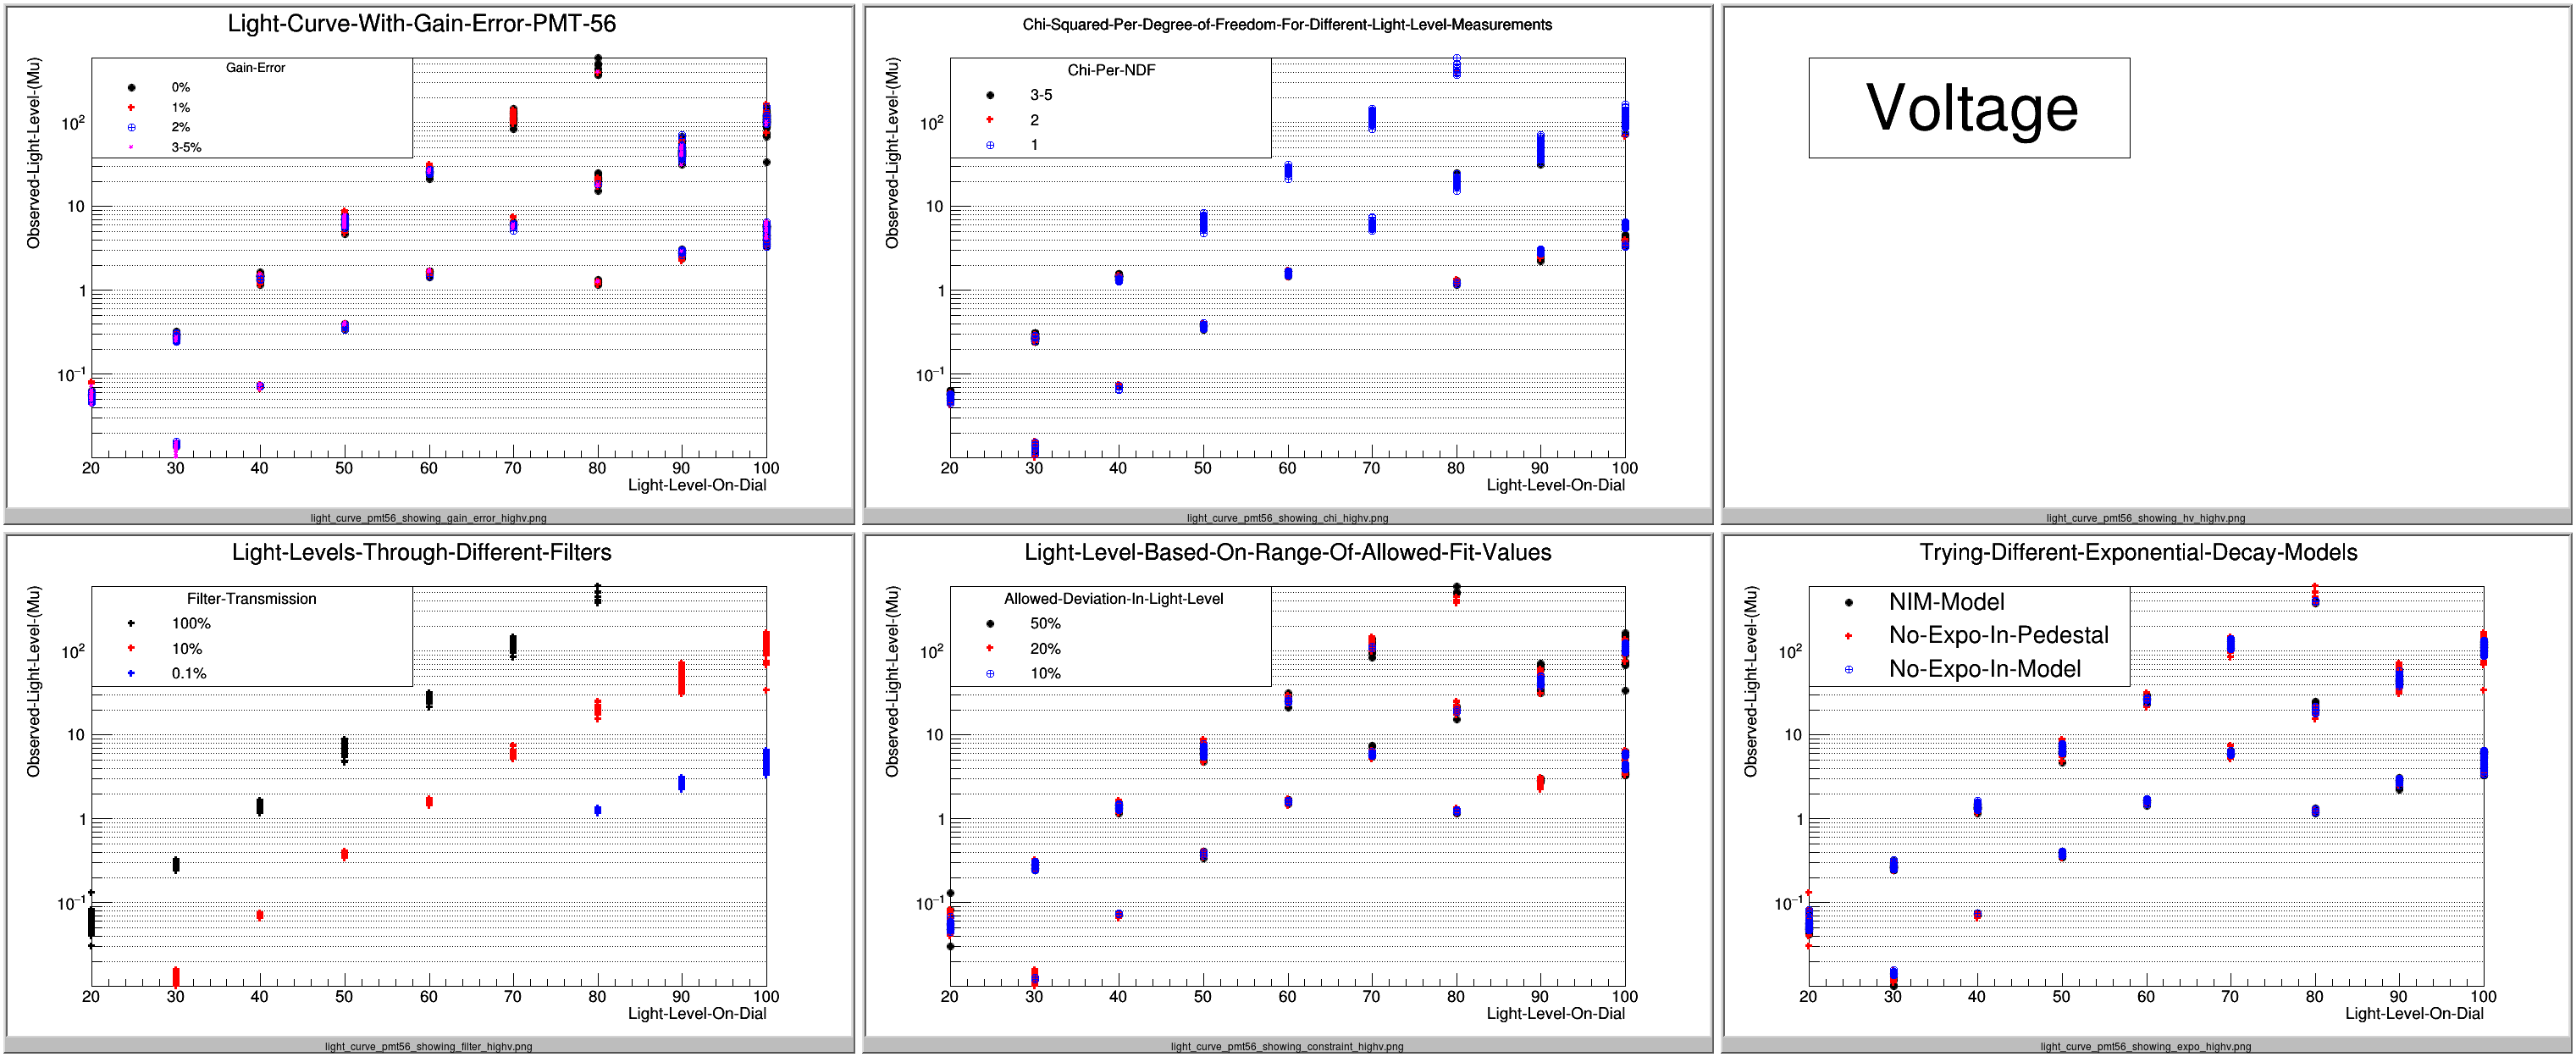 Light-Curve-With-Gain-Error-PMT-56
Observed-Light-Level-(Mu)
Gain-Error
0%
1%
2%
3-5%
10²
10
1
10⁻¹
20 30 40 50 60 70 80 90 100
Light-Level-On-Dial
light_curve_pmt56_showing_gain_error_highv.png
Chi-Squared-Per-Degree-of-Freedom-For-Different-Light-Level-Measurements
Observed-Light-Level-(Mu)
Chi-Per-NDF
3-5
2
1
10²
10
1
10⁻¹
20 30 40 50 60 70 80 90 100
Light-Level-On-Dial
light_curve_pmt56_showing_chi_highv.png
Voltage
light_curve_pmt56_showing_hv_highv.png
Light-Levels-Through-Different-Filters
Observed-Light-Level-(Mu)
Filter-Transmission
100%
10%
0.1%
10²
10
1
10⁻¹
20 30 40 50 60 70 80 90 100
Light-Level-On-Dial
light_curve_pmt56_showing_filter_highv.png
Light-Level-Based-On-Range-Of-Allowed-Fit-Values
Observed-Light-Level-(Mu)
Allowed-Deviation-In-Light-Level
50%
20%
10%
10²
10
1
10⁻¹
20 30 40 50 60 70 80 90 100
Light-Level-On-Dial
light_curve_pmt56_showing_constraint_highv.png
Trying-Different-Exponential-Decay-Models
Observed-Light-Level-(Mu)
NIM-Model
No-Expo-In-Pedestal
No-Expo-In-Model
10²
10
1
10⁻¹
20 30 40 50 60 70 80 90 100
Light-Level-On-Dial
light_curve_pmt56_showing_expo_highv.png